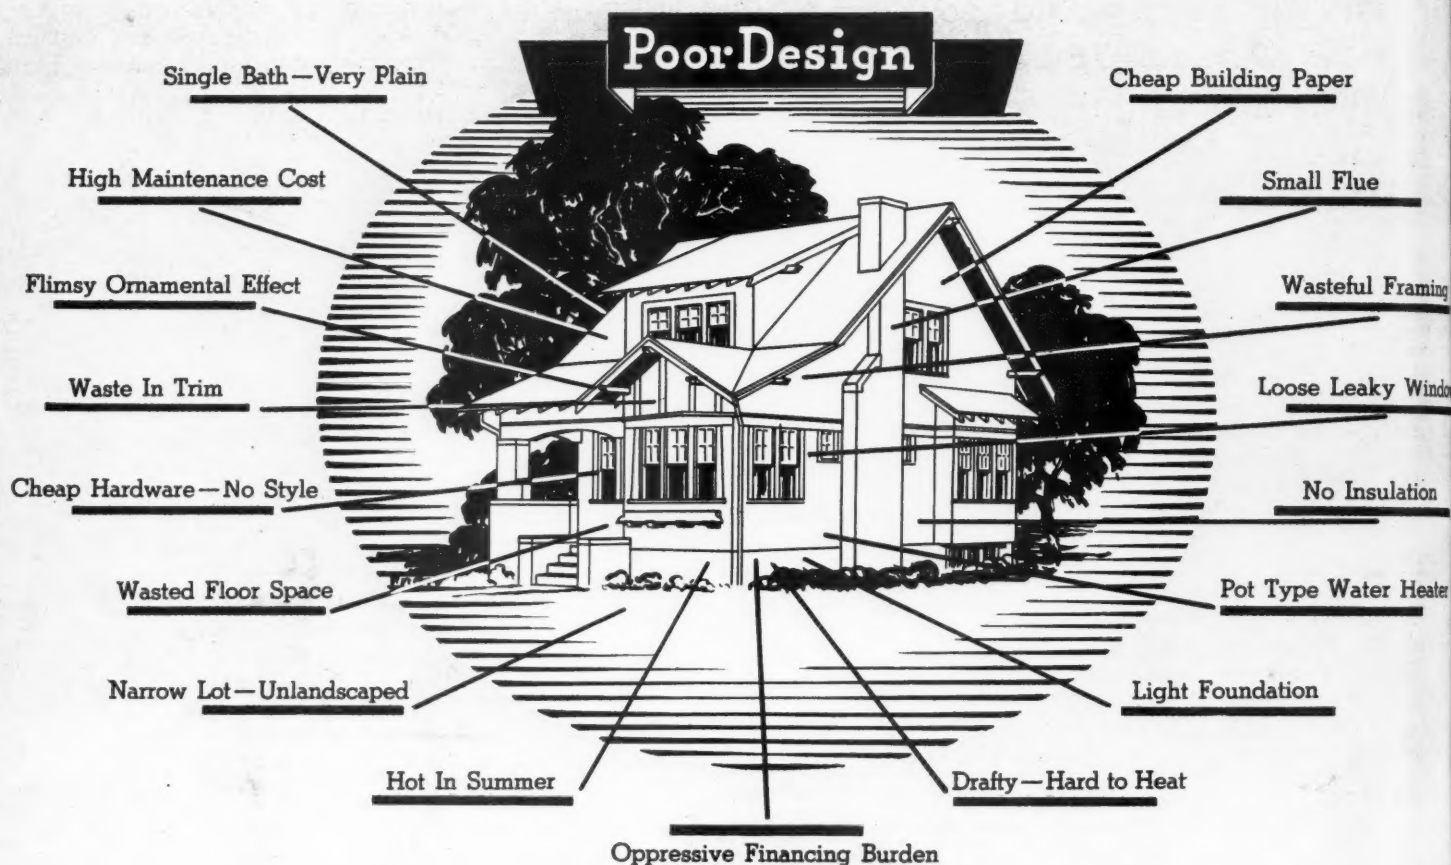 Poor Design
Single Bath—Very Plain
Cheap Building Paper
High Maintenance Cost
Small Flue
Flimsy Ornamental Effect
Wasteful Framing
Waste In Trim
Loose Leaky Windo
Cheap Hardware—No Style
No Insulation
Wasted Floor Space
Pot Type Water Heater
Narrow Lot—Unlandscaped
Light Foundation
Hot In Summer
Drafty—Hard to Heat
Oppressive Financing Burden